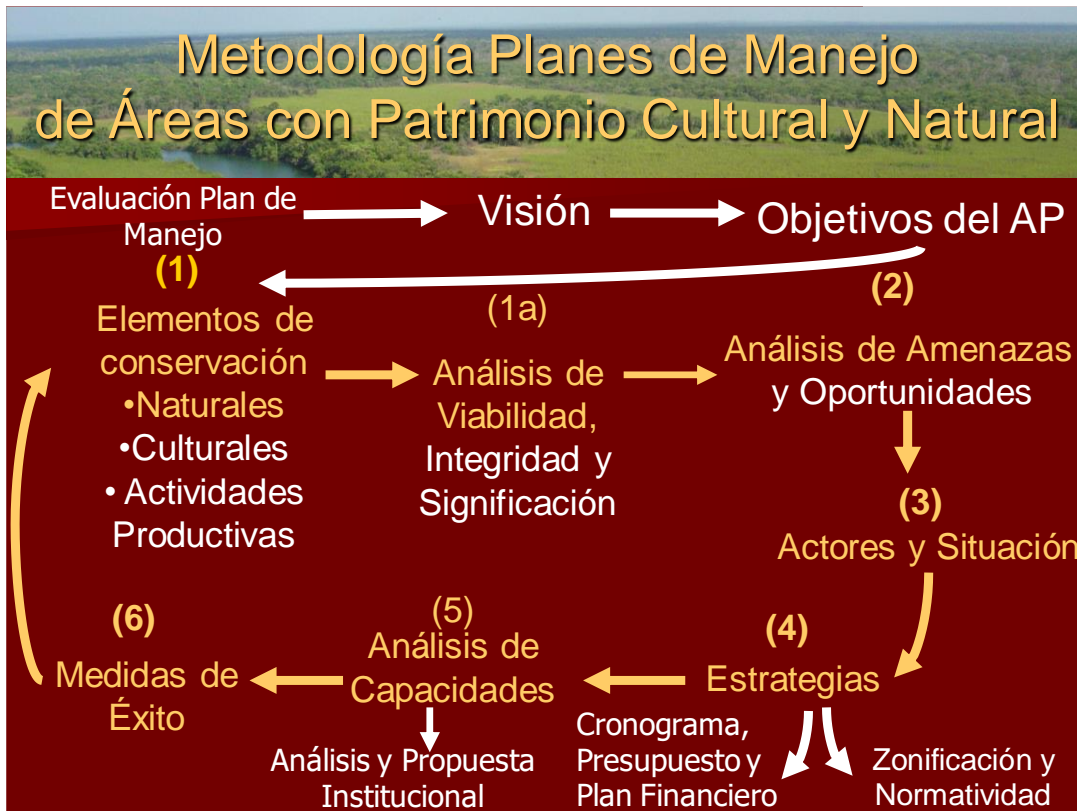 Metodología Planes de Manejo
de Áreas con Patrimonio Cultural y Natural
Evaluación Plan de
Manejo
Visión
Objetivos del AP
(1)
Elementos de
conservación
•Naturales
•Culturales
• Actividades
Productivas
(1a)
Análisis de
Viabilidad,
Integridad y
Significación
(2)
Análisis de Amenazas
y Oportunidades
(3)
Actores y Situación
(4)
Estrategias
Cronograma,
Presupuesto y
Plan Financiero
Zonificación y
Normatividad
(5)
Análisis de
Capacidades
Análisis y Propuesta
Institucional
(6)
Medidas de
Éxito